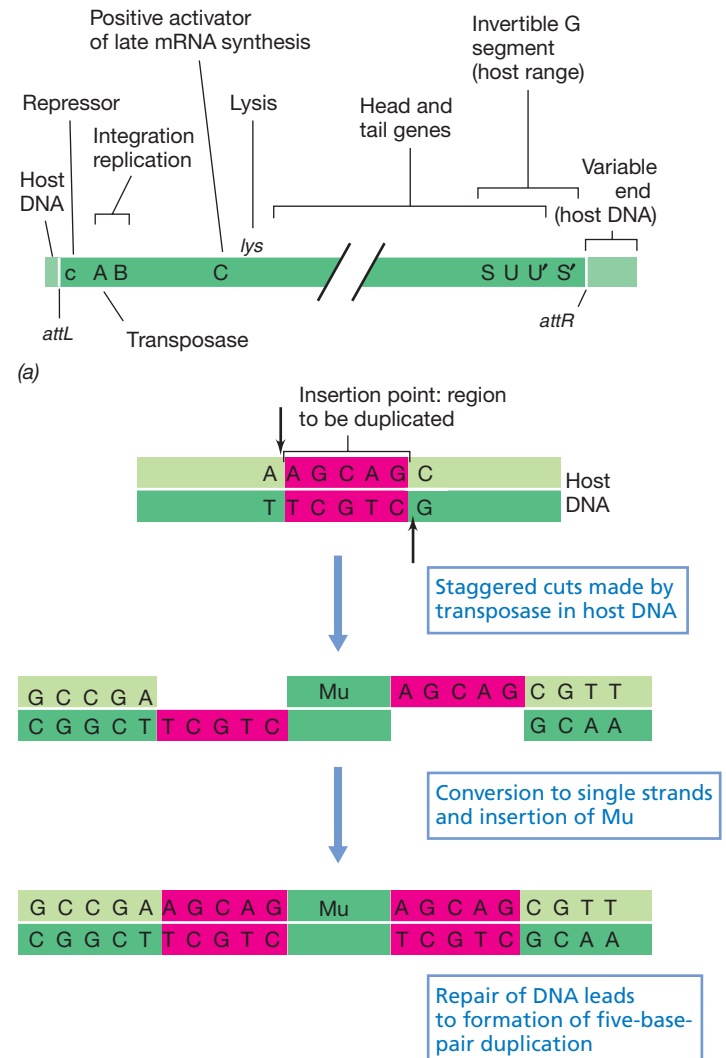 Positive activator
of late mRNA synthesis
Invertible G
segment
(host range)
Repressor
Lysis
Head and
tail genes
Integration
replication
Variable
end
(host DNA)
Host
DNA
lys
c A B C S U U′ S′
attL
attR
Transposase
(a)
Insertion point: region
to be duplicated
A A G C A G C
T T C G T C G
Host
DNA
Staggered cuts made by
transposase in host DNA
G C C G A Mu A G C A G C G T T
C G G C T T C G T C G C A A
Conversion to single strands
and insertion of Mu
G C C G A A G C A G Mu A G C A G C G T T
C G G C T T C G T C T C G T C G C A A
Repair of DNA leads
to formation of five-base-
pair duplication